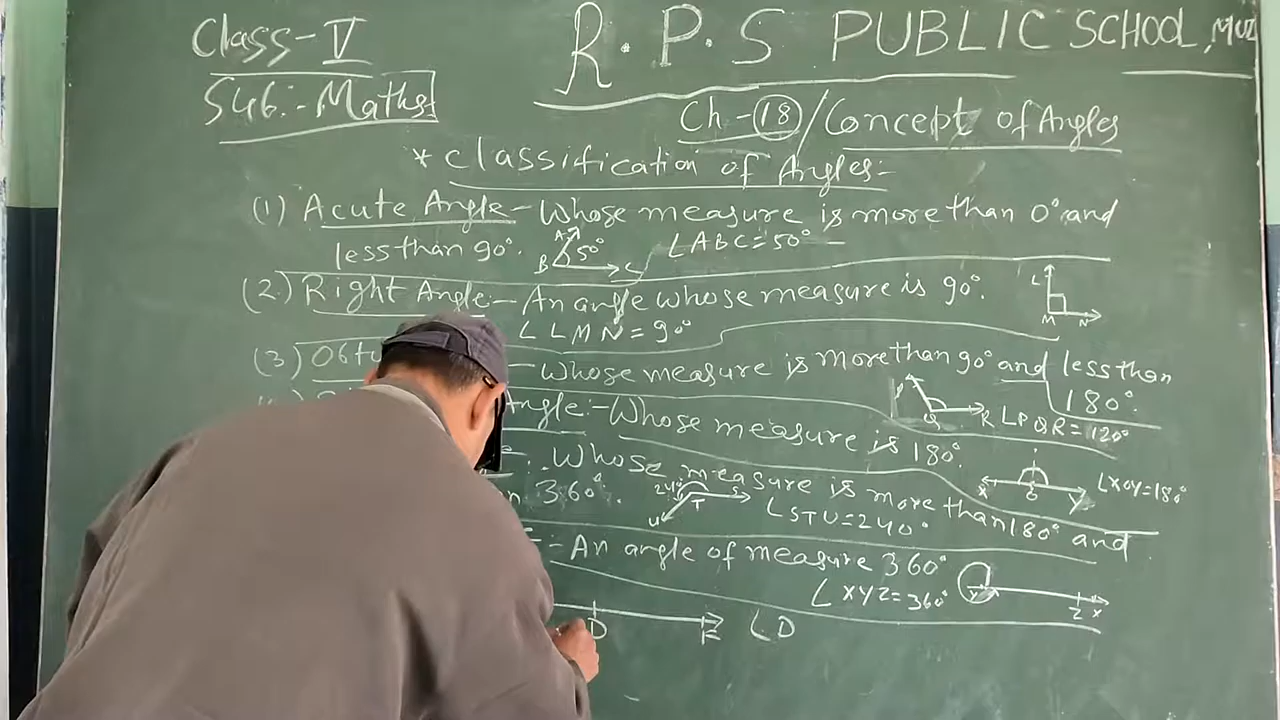 Class-V
R.P.S PUBLIC SCHOOL, MUZ
Sub:-Maths
Ch-18/Concept of Angles
* Classification of Angles:-
(1) Acute Angle-Whose measure is more than 0° and
less than 90°. A B C 50° ∠ABC=50°
(2.) Right Angle:-An angle whose measure is 90°. L M N
∠LMN=90°
(3) Obtu -Whose measure is more than 90° and less than
180°.
P Q R ∠PQR=120°
Angle:-Whose measure is 180°.
X O Y ∠XOY=180°
:-Whose measure is more than 180° and
n 360°. 240° S T U ∠STU=240°
:-An angle of measure 360°
∠XYZ=360° Y Z X
D E ∠D